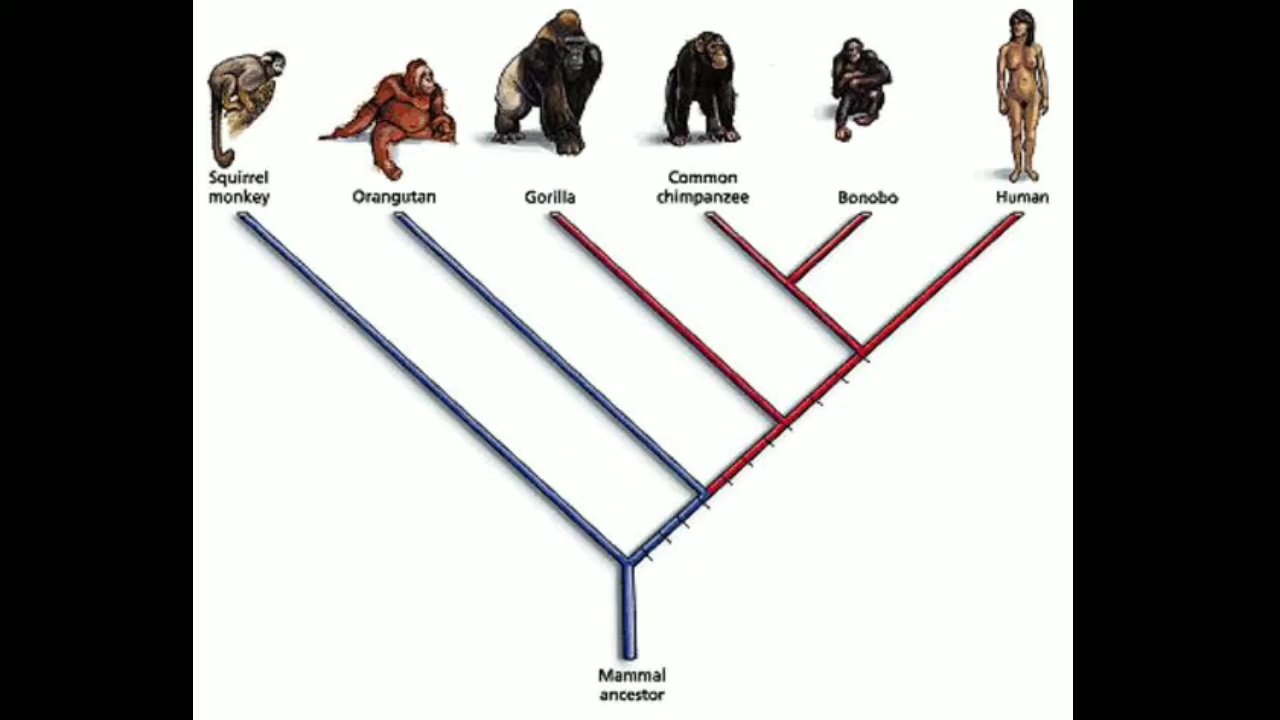 Squirrel
monkey
Orangutan
Gorilla
Common
chimpanzee
Bonobo
Human
Mammal
ancestor